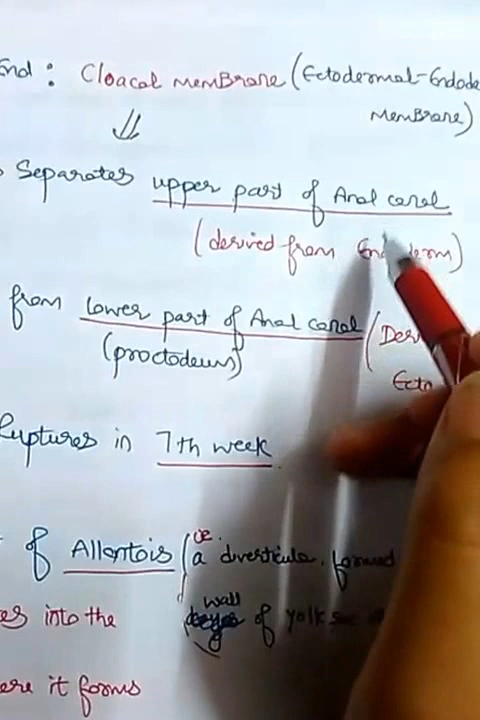 End: Cloacal MemBrane (Ectodermal-Endode
MemBrane)
Separates upper part of Anal canal
(derived from
from Lower part of Anal canal (Der
(proctodeum) Ecto
Ruptures in 7th week
of Allantois (ie.
a diverticula. formed
wall
es into the of yolk sac
ere it forms